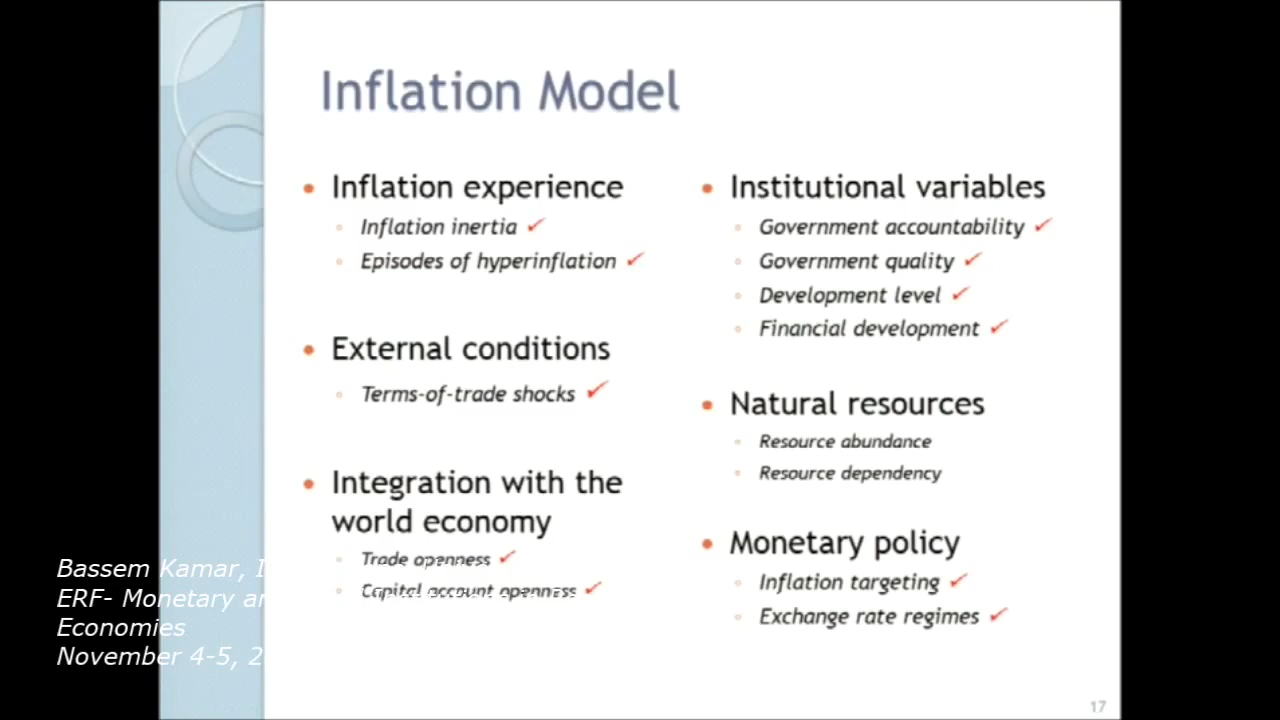 Inflation Model
Inflation experience
Inflation inertia ✓
Episodes of hyperinflation ✓
External conditions
Terms-of-trade shocks ✓
Integration with the
world economy
Trade openness ✓
Capital account openness ✓
Institutional variables
Government accountability ✓
Government quality ✓
Development level ✓
Financial development ✓
Natural resources
Resource abundance
Resource dependency
Monetary policy
Inflation targeting ✓
Exchange rate regimes ✓
Bassem Kamar,
ERF- Monetary
Economies
November 4-5,
17